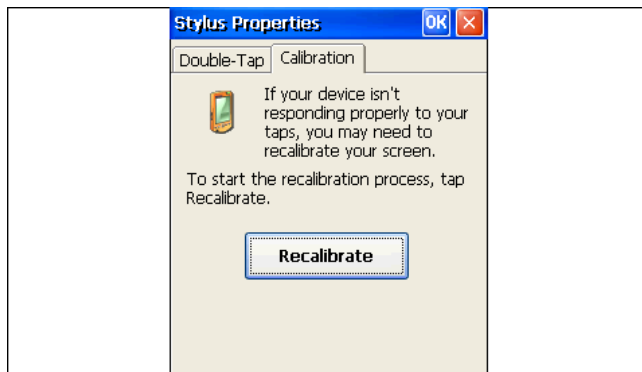 Stylus Properties OK
Double-Tap Calibration
If your device isn't
responding properly to your
taps, you may need to
recalibrate your screen.
To start the recalibration process, tap
Recalibrate.
Recalibrate